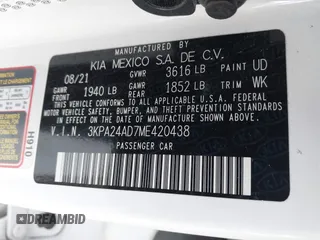 MANUFACTURED BY
KIA MEXICO S.A. DE C.V.
08/21 GVWR 3616 LB PAINT UD
GAWR FRONT 1940 LB GAWR REAR 1852 LB TRIM WK
THIS VEHICLE CONFORMS TO ALL APPLICABLE
U.S. FEDERAL MOTOR VEHICLE
SAFETY, BUMPER, AND THEFT PREVENTION
STANDARDS IN EFFECT ON THE DATE OF
MANUFACTURE SHOWN ABOVE.
V.I.N. 3KPA24AD7ME420438
PASSENGER CAR
H910
DREAMBID